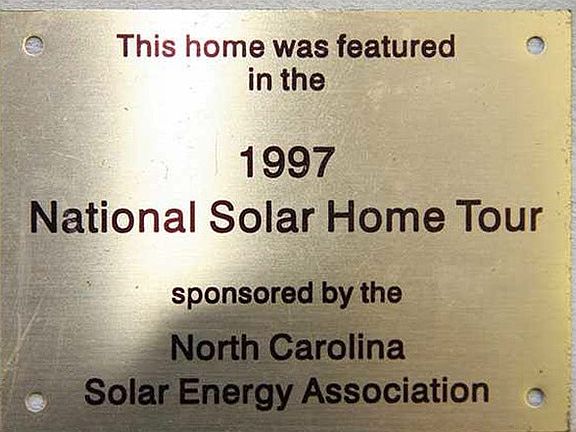 This home was featured
in the
1997
National Solar Home Tour
sponsored by the
North Carolina
Solar Energy Association